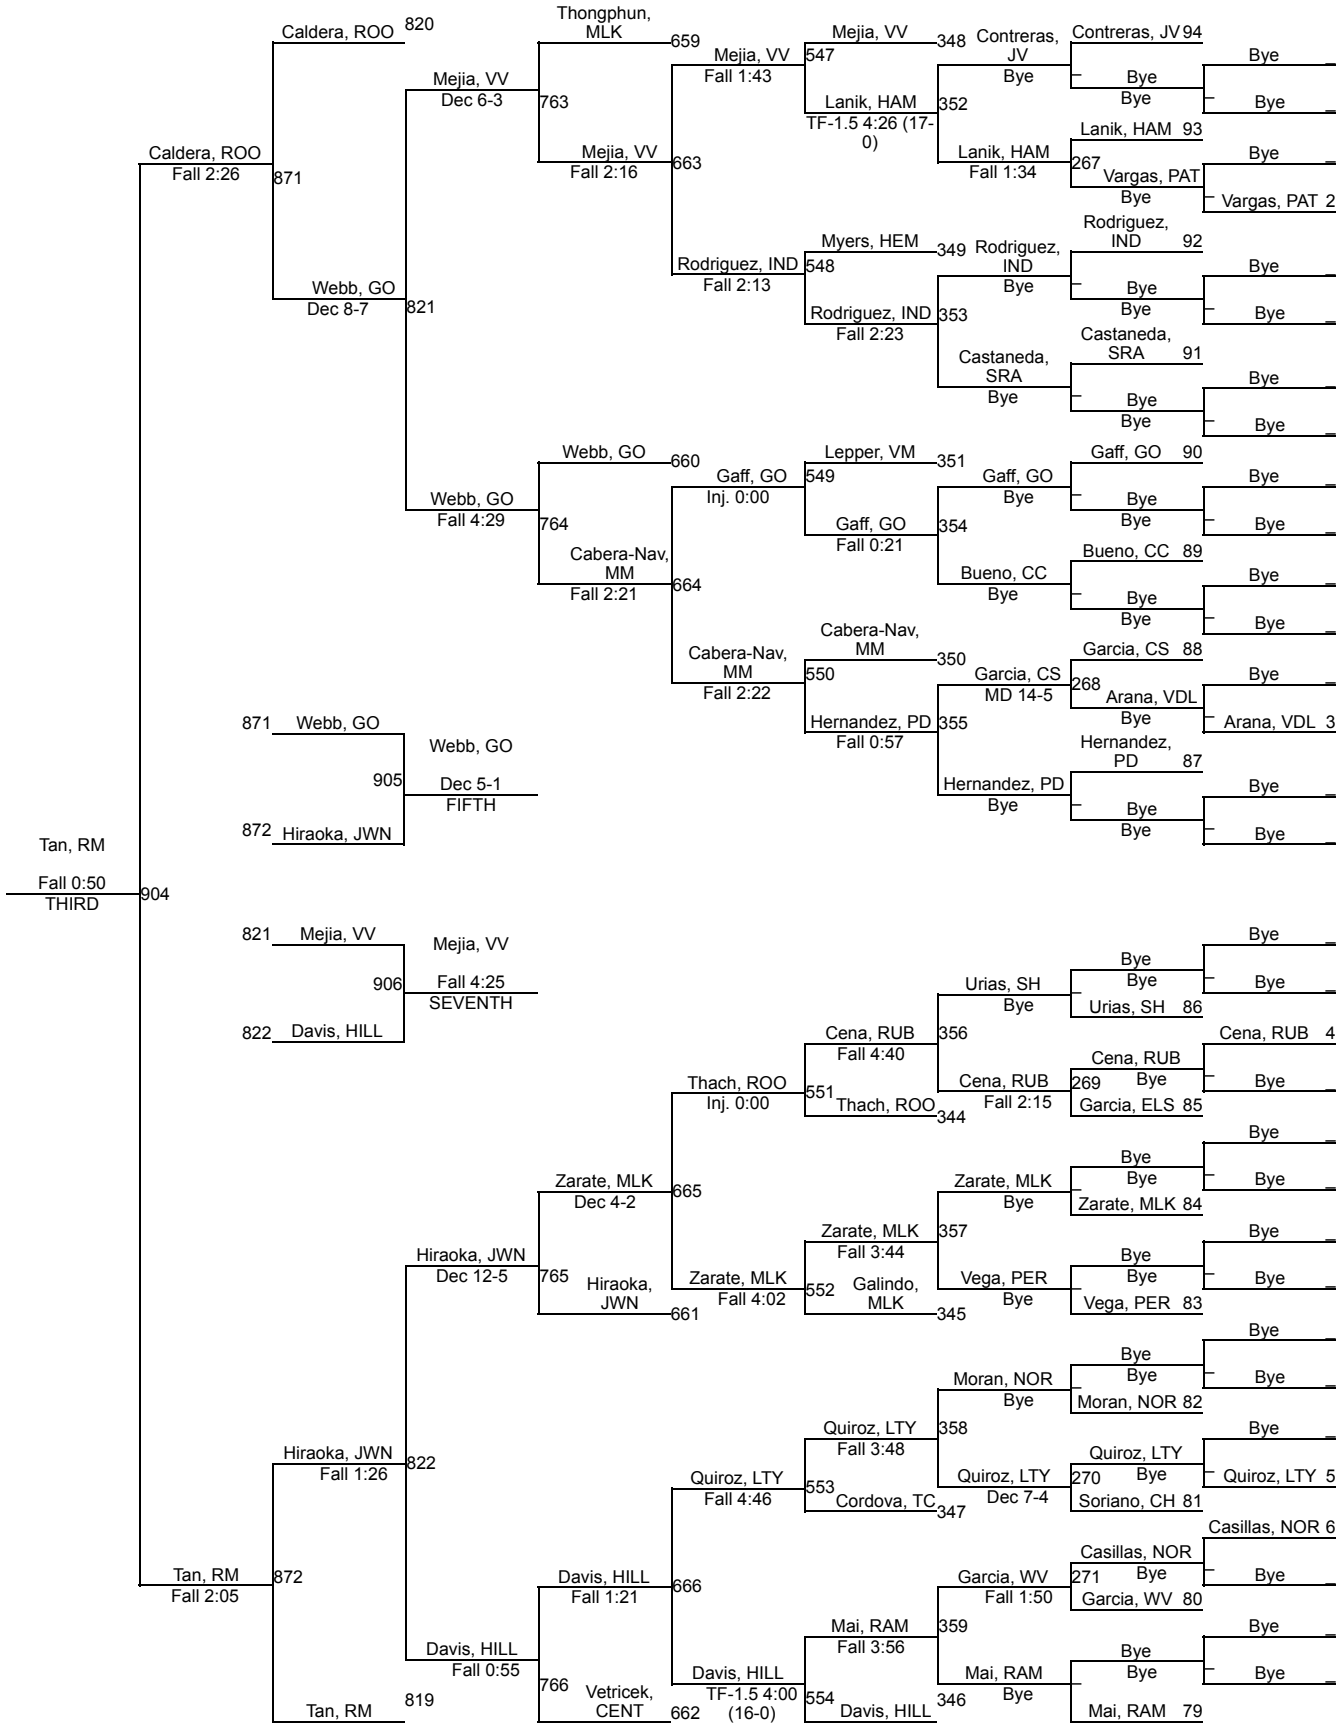 Caldera, ROO 820
Thongphun,
MLK 659
Mejia, VV 348
Contreras,
JV
Bye
Contreras, JV 94
Bye
Bye
Bye
Bye
Mejia, VV
Dec 6-3
763
Mejia, VV
Fall 1:43
547
Lanik, HAM
TF-1.5 4:26 (17-
0)
352
Caldera, ROO
Fall 2:26
871
Mejia, VV
Fall 2:16
663
Lanik, HAM
Fall 1:34
267
Lanik, HAM 93
Vargas, PAT
Bye
Bye
Vargas, PAT 2
Webb, GO
Dec 8-7
821
Rodriguez, IND
Fall 2:13
548
Myers, HEM 349
Rodriguez,
IND
Bye
Rodriguez,
IND 92
Bye
Bye
Bye
Bye
Rodriguez, IND
Fall 2:23
353
Castaneda,
SRA
Bye
Castaneda,
SRA 91
Bye
Bye
Bye
Bye
Webb, GO
Fall 4:29
764
Webb, GO 660
Gaff, GO
Inj. 0:00
549
Lepper, VM 351
Gaff, GO
Bye
Gaff, GO 90
Bye
Bye
Bye
Bye
Gaff, GO
Fall 0:21
354
Cabera-Nav,
MM
Fall 2:21
664
Bueno, CC
Bye
Bueno, CC 89
Bye
Bye
Bye
Bye
Cabera-Nav,
MM
Fall 2:22
550
Cabera-Nav,
MM 350
Garcia, CS
MD 14-5
268
Garcia, CS 88
Arana, VDL
Bye
Bye
Arana, VDL 3
Hernandez, PD
Fall 0:57
355
Hernandez, PD
Bye
Hernandez,
PD 87
Bye
Bye
Bye
Bye
871 Webb, GO
905
872 Hiraoka, JWN
Webb, GO
Dec 5-1
FIFTH
Tan, RM
Fall 0:50
THIRD
904
821 Mejia, VV
906
822 Davis, HILL
Mejia, VV
Fall 4:25
SEVENTH
Urias, SH
Bye
Bye
Bye
Urias, SH 86
Bye
Bye
Cena, RUB
Fall 4:40
356
Thach, ROO
Inj. 0:00
551
Thach, ROO 344
Cena, RUB
Fall 2:15
269
Cena, RUB
Bye
Garcia, ELS 85
Cena, RUB 4
Bye
Zarate, MLK
Dec 4-2
665
Zarate, MLK
Bye
Bye
Bye
Zarate, MLK 84
Bye
Bye
Hiraoka, JWN
Dec 12-5
765
Hiraoka,
JWN
661
Zarate, MLK
Fall 4:02
552
Zarate, MLK
Fall 3:44
357
Galindo,
MLK
345
Vega, PER
Bye
Bye
Bye
Vega, PER 83
Bye
Bye
Hiraoka, JWN
Fall 1:26
822
Quiroz, LTY
Fall 4:46
553
Quiroz, LTY
Fall 3:48
358
Cordova, TC 347
Moran, NOR
Bye
Bye
Bye
Moran, NOR 82
Bye
Bye
Quiroz, LTY
Dec 7-4
270
Quiroz, LTY
Bye
Soriano, CH 81
Bye
Quiroz, LTY 5
Tan, RM
Fall 2:05
872
Davis, HILL
Fall 1:21
666
Garcia, WV
Fall 1:50
271
Casillas, NOR
Bye
Garcia, WV 80
Casillas, NOR 6
Bye
Davis, HILL
Fall 0:55
766
Vetricek,
CENT
662
Davis, HILL
TF-1.5 4:00
(16-0)
554
Mai, RAM
Fall 3:56
359
Davis, HILL 346
Mai, RAM
Bye
Bye
Bye
Mai, RAM 79
Bye
Bye
Tan, RM 819